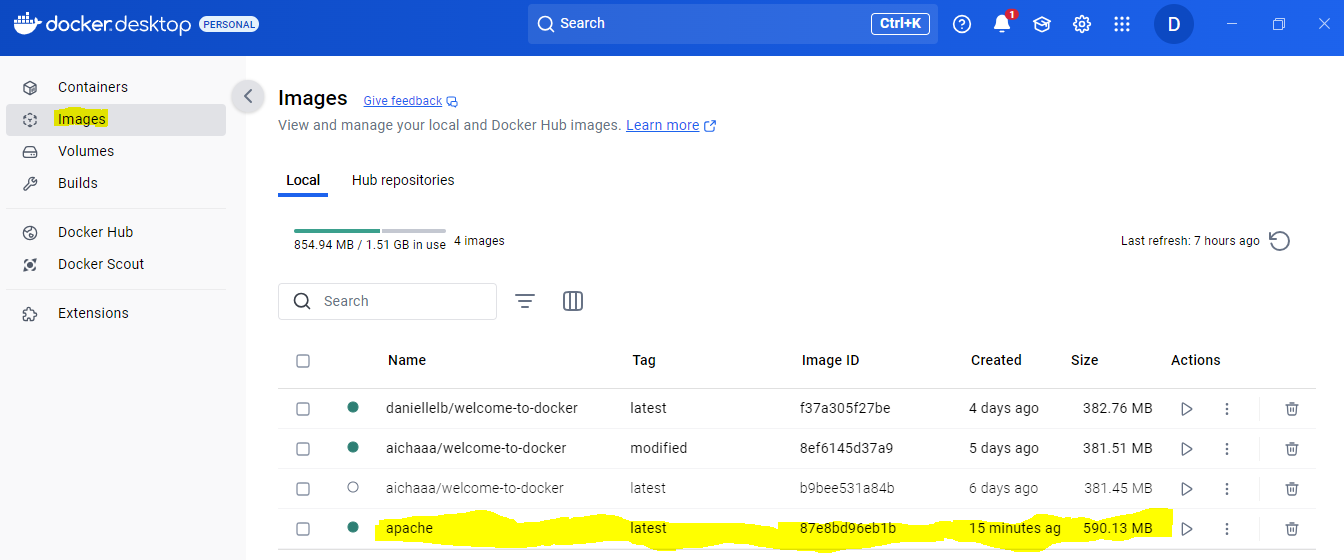 docker.desktop PERSONAL Search Ctrl+K 1 D
Containers
Images
Volumes
Builds
Docker Hub
Docker Scout
Extensions
Images Give feedback
View and manage your local and Docker Hub images. Learn more
Local Hub repositories
854.94 MB / 1.51 GB in use 4 images Last refresh: 7 hours ago
Search
Name Tag Image ID Created Size Actions
daniellelb/welcome-to-docker latest f37a305f27be 4 days ago 382.76 MB
aichaaa/welcome-to-docker modified 8ef6145d37a9 5 days ago 381.51 MB
aichaaa/welcome-to-docker latest b9bee531a84b 6 days ago 381.45 MB
apache latest 87e8bd96eb1b 15 minutes ag 590.13 MB